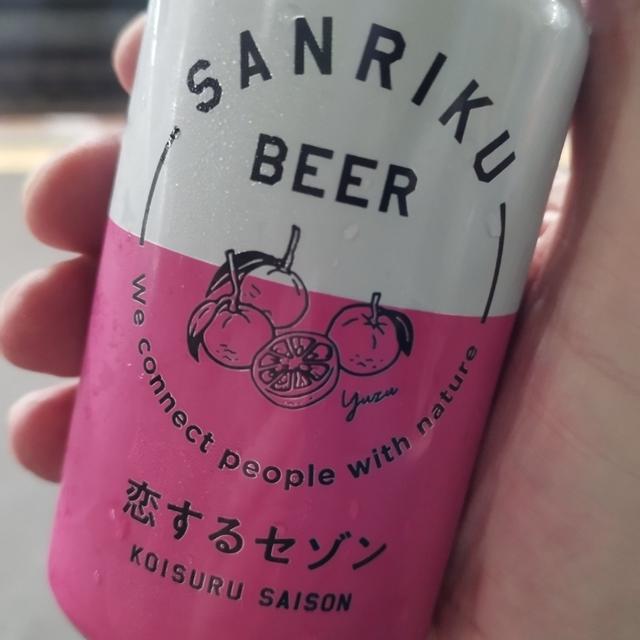 SANRIKU
BEER
Yuzu
We connect people with nature
恋するセゾン
KOISURU SAISON